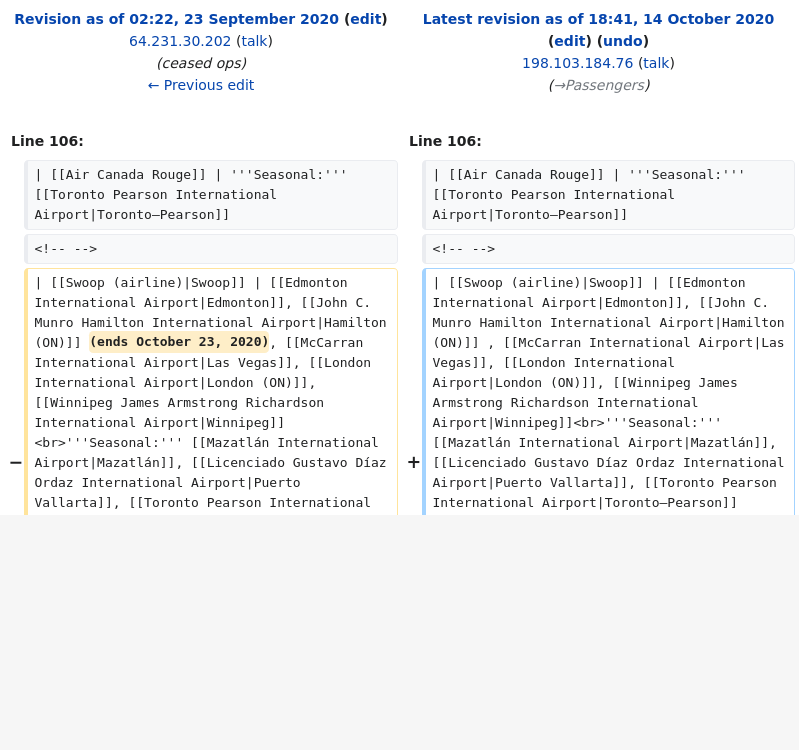 Revision as of 02:22, 23 September 2020 (edit)
64.231.30.202 (talk)
(ceased ops)
← Previous edit
Latest revision as of 18:41, 14 October 2020
(edit) (undo)
198.103.184.76 (talk)
(→Passengers)
Line 106:
Line 106:
| [[Air Canada Rouge]] | '''Seasonal:'''
[[Toronto Pearson International
Airport|Toronto–Pearson]]
| [[Air Canada Rouge]] | '''Seasonal:'''
[[Toronto Pearson International
Airport|Toronto–Pearson]]
<!-- -->
<!-- -->
−
| [[Swoop (airline)|Swoop]] | [[Edmonton
International Airport|Edmonton]], [[John C.
Munro Hamilton International Airport|Hamilton
(ON)]] (ends October 23, 2020), [[McCarran
International Airport|Las Vegas]], [[London
International Airport|London (ON)]],
[[Winnipeg James Armstrong Richardson
International Airport|Winnipeg]]
<br>'''Seasonal:''' [[Mazatlán International
Airport|Mazatlán]], [[Licenciado Gustavo Díaz
Ordaz International Airport|Puerto
Vallarta]], [[Toronto Pearson International
+
| [[Swoop (airline)|Swoop]] | [[Edmonton
International Airport|Edmonton]], [[John C.
Munro Hamilton International Airport|Hamilton
(ON)]] , [[McCarran International Airport|Las
Vegas]], [[London International
Airport|London (ON)]], [[Winnipeg James
Armstrong Richardson International
Airport|Winnipeg]]<br>'''Seasonal:'''
[[Mazatlán International Airport|Mazatlán]],
[[Licenciado Gustavo Díaz Ordaz International
Airport|Puerto Vallarta]], [[Toronto Pearson
International Airport|Toronto–Pearson]]